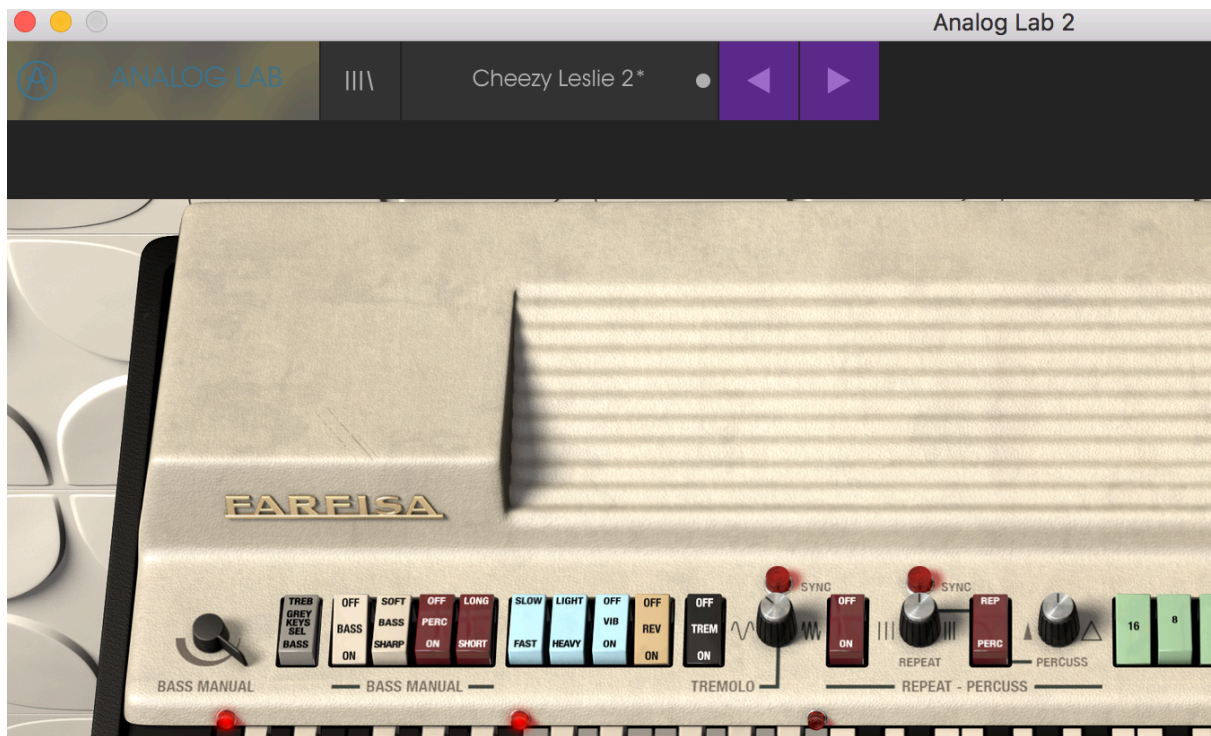 Analog Lab 2
ANALOG LAB
Cheezy Leslie 2*
FARFISA
SYNC
SYNC
TREB
GREY
KEYS
SEL
BASS
OFF
BASS
ON
SOFT
BASS
SHARP
OFF
PERC
ON
LONG
SHORT
SLOW
FAST
LIGHT
HEAVY
OFF
VIB
ON
OFF
REV
ON
OFF
TREM
ON
OFF
ON
REP
PERC
16
8
REPEAT
PERCUSS
BASS MANUAL
BASS MANUAL
TREMOLO
REPEAT - PERCUSS